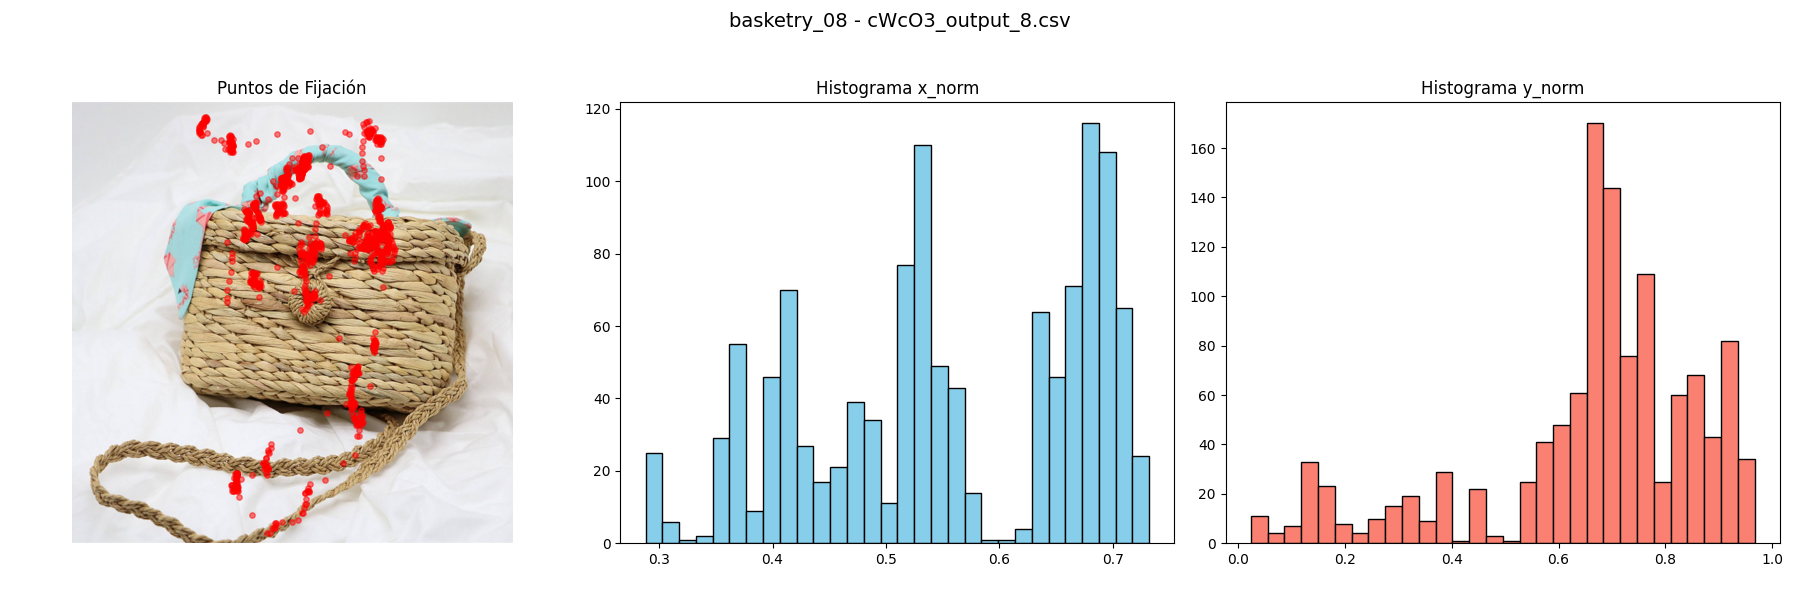 basketry_08 - cWcO3_output_8.csv
Puntos de Fijación
Histograma x_norm
120
100
80
60
40
20
0
0.3 0.4 0.5 0.6 0.7
Histograma y_norm
160
140
120
100
80
60
40
20
0
0.0 0.2 0.4 0.6 0.8 1.0